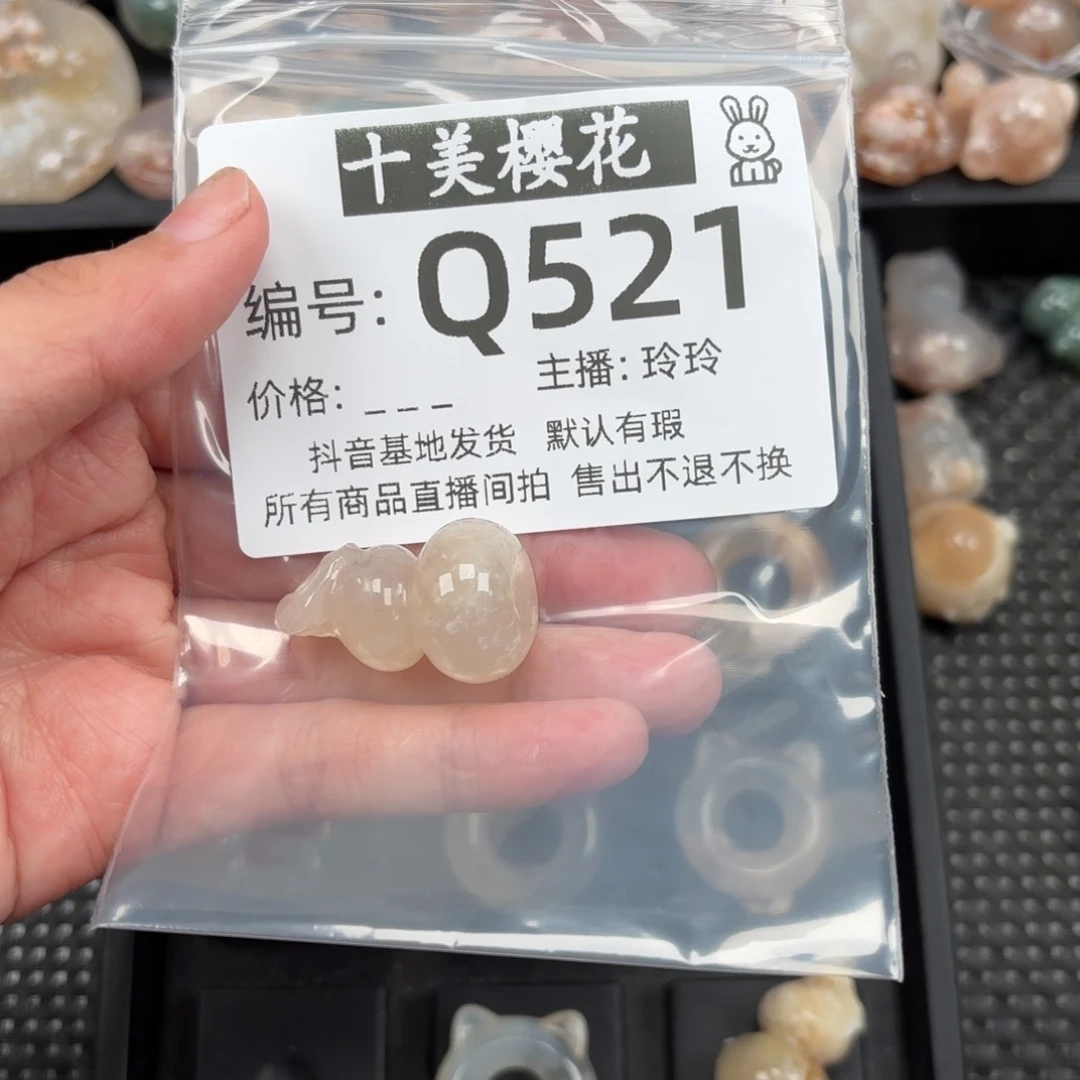 十美樱花
编号: Q521
价格: _ _ _ 主播: 玲玲
抖音基地发货 默认有瑕
所有商品直播间拍 售出不退不换